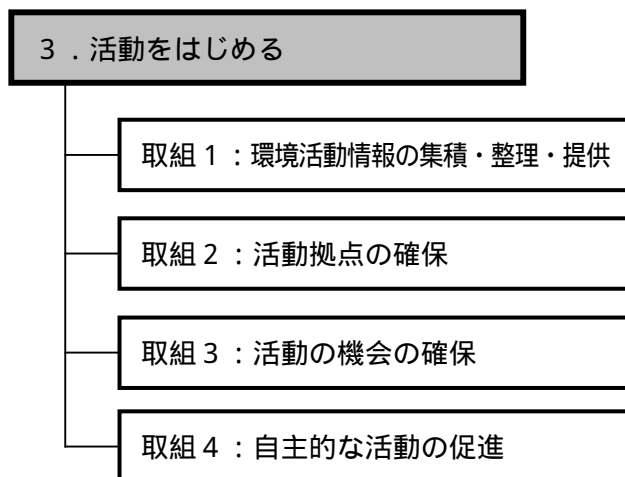 ３．活動をはじめる
取組１：環境活動情報の集積・整理・提供
取組２：活動拠点の確保
取組３：活動の機会の確保
取組４：自主的な活動の促進